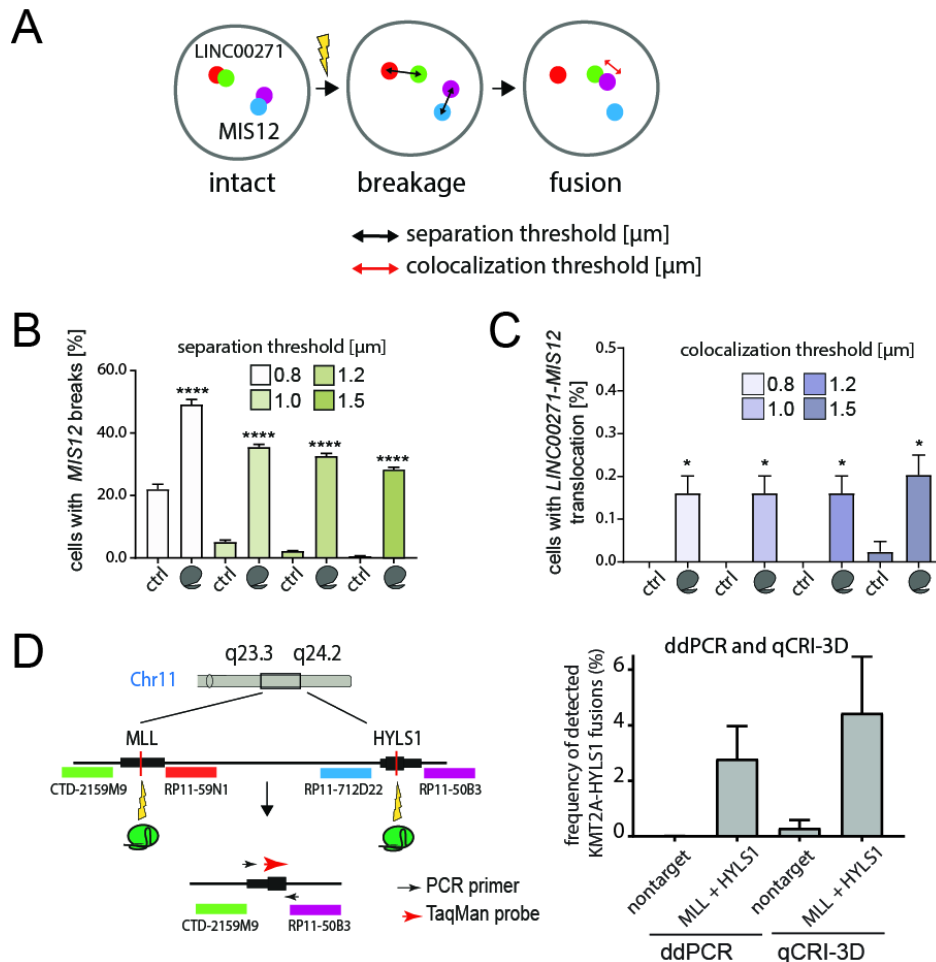 A
LINC00271
MIS12
intact
breakage
fusion
separation threshold [µm]
colocalization threshold [µm]
B
cells with MIS12 breaks [%]
separation threshold [µm]
0.8
1.2
1.0
1.5
60.0
40.0
20.0
0.0
****
****
****
****
ctrl
ctrl
ctrl
ctrl
C
cells with LINC00271-MIS12
translocation [%]
colocalization threshold [µm]
0.8
1.2
1.0
1.5
0.5
0.4
0.3
0.2
0.1
0.0
*
*
*
*
ctrl
ctrl
ctrl
ctrl
D
q23.3
q24.2
Chr11
MLL
HYLS1
CTD-2159M9
RP11-59N1
RP11-712D22
RP11-50B3
PCR primer
TaqMan probe
CTD-2159M9
RP11-50B3
ddPCR and qCRI-3D
frequency of detected
KMT2A-HYLS1 fusions (%)
6
4
2
0
nontarget
MLL + HYLS1
nontarget
MLL + HYLS1
ddPCR
qCRI-3D